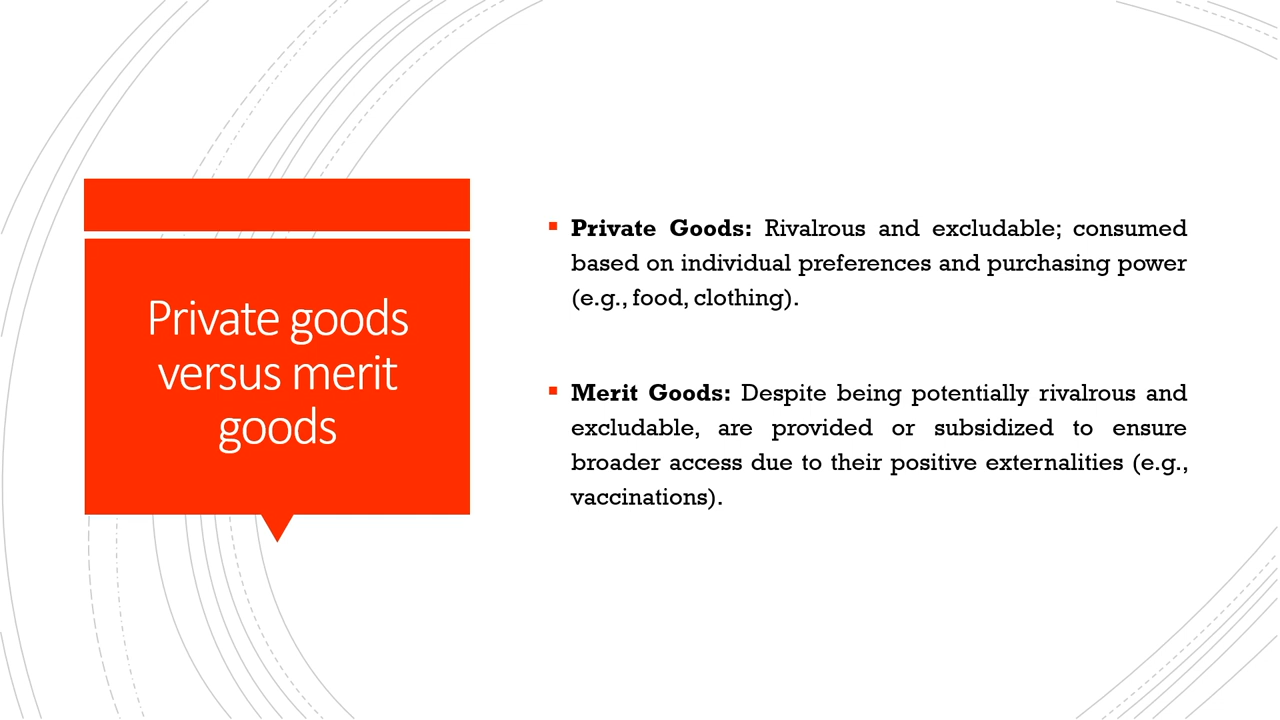 Private goods
versus merit
goods
▪ Private Goods: Rivalrous and excludable; consumed
based on individual preferences and purchasing power
(e.g., food, clothing).
▪ Merit Goods: Despite being potentially rivalrous and
excludable, are provided or subsidized to ensure
broader access due to their positive externalities (e.g.,
vaccinations).